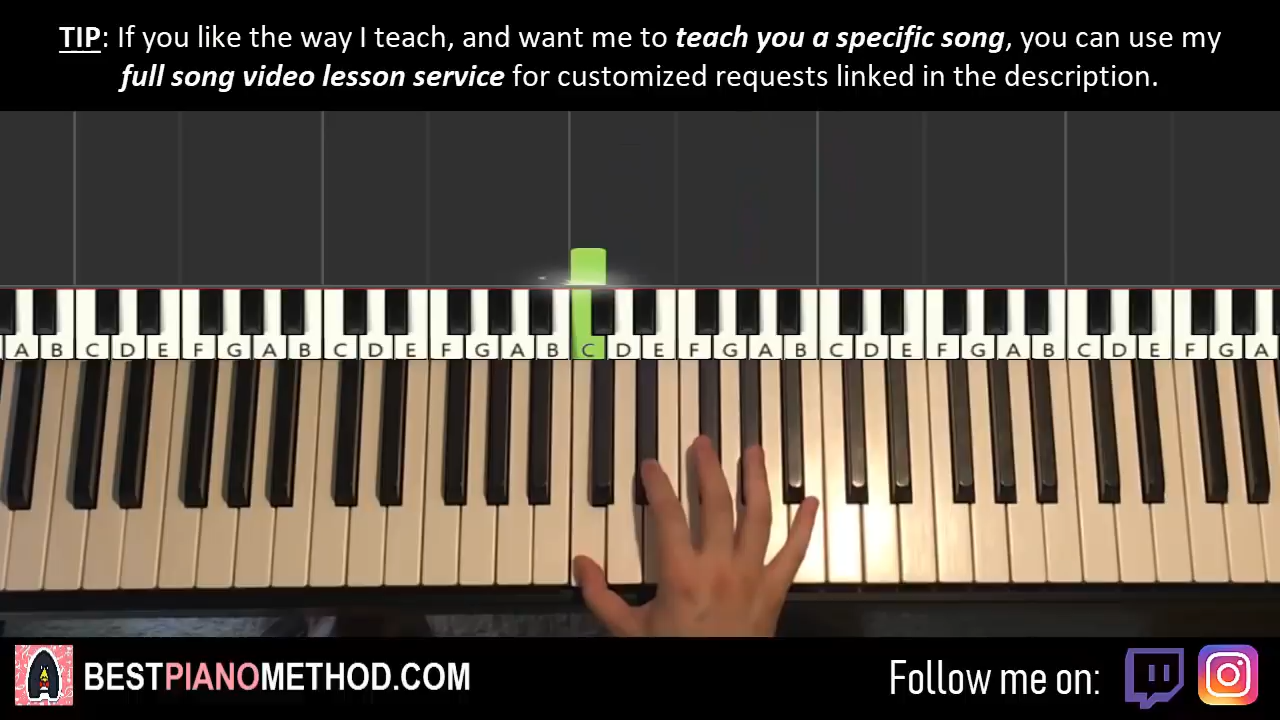 TIP: If you like the way I teach, and want me to teach you a specific song, you can use my
full song video lesson service for customized requests linked in the description.
A B C D E F G A B C D E F G A B C D E F G A B C D E F G A B C D E F G A
BESTPIANOMETHOD.COM
Follow me on: